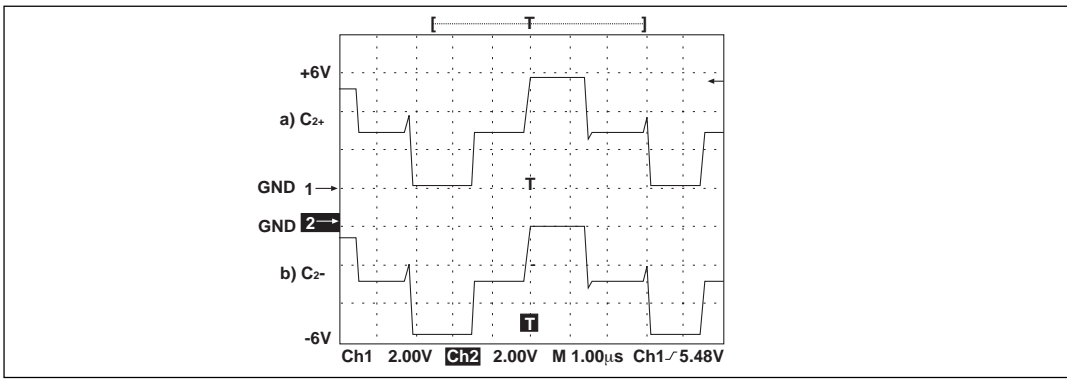 [ T ]
+6V
a) C2+
GND 1
T
GND 2
b) C2-
T
-6V
Ch1 2.00V Ch2 2.00V M 1.00µs Ch1 5.48V